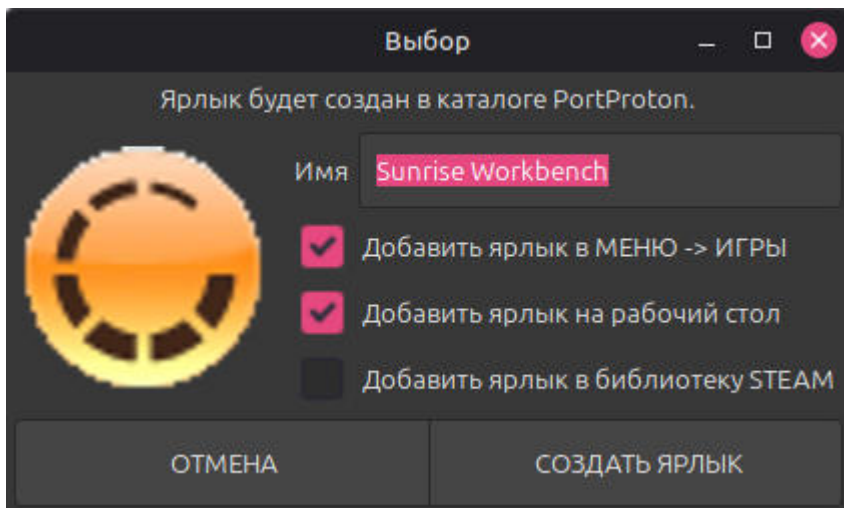 Выбор
Ярлык будет создан в каталоге PortProton.
Имя Sunrise Workbench
Добавить ярлык в МЕНЮ -> ИГРЫ
Добавить ярлык на рабочий стол
Добавить ярлык в библиотеку STEAM
ОТМЕНА СОЗДАТЬ ЯРЛЫК